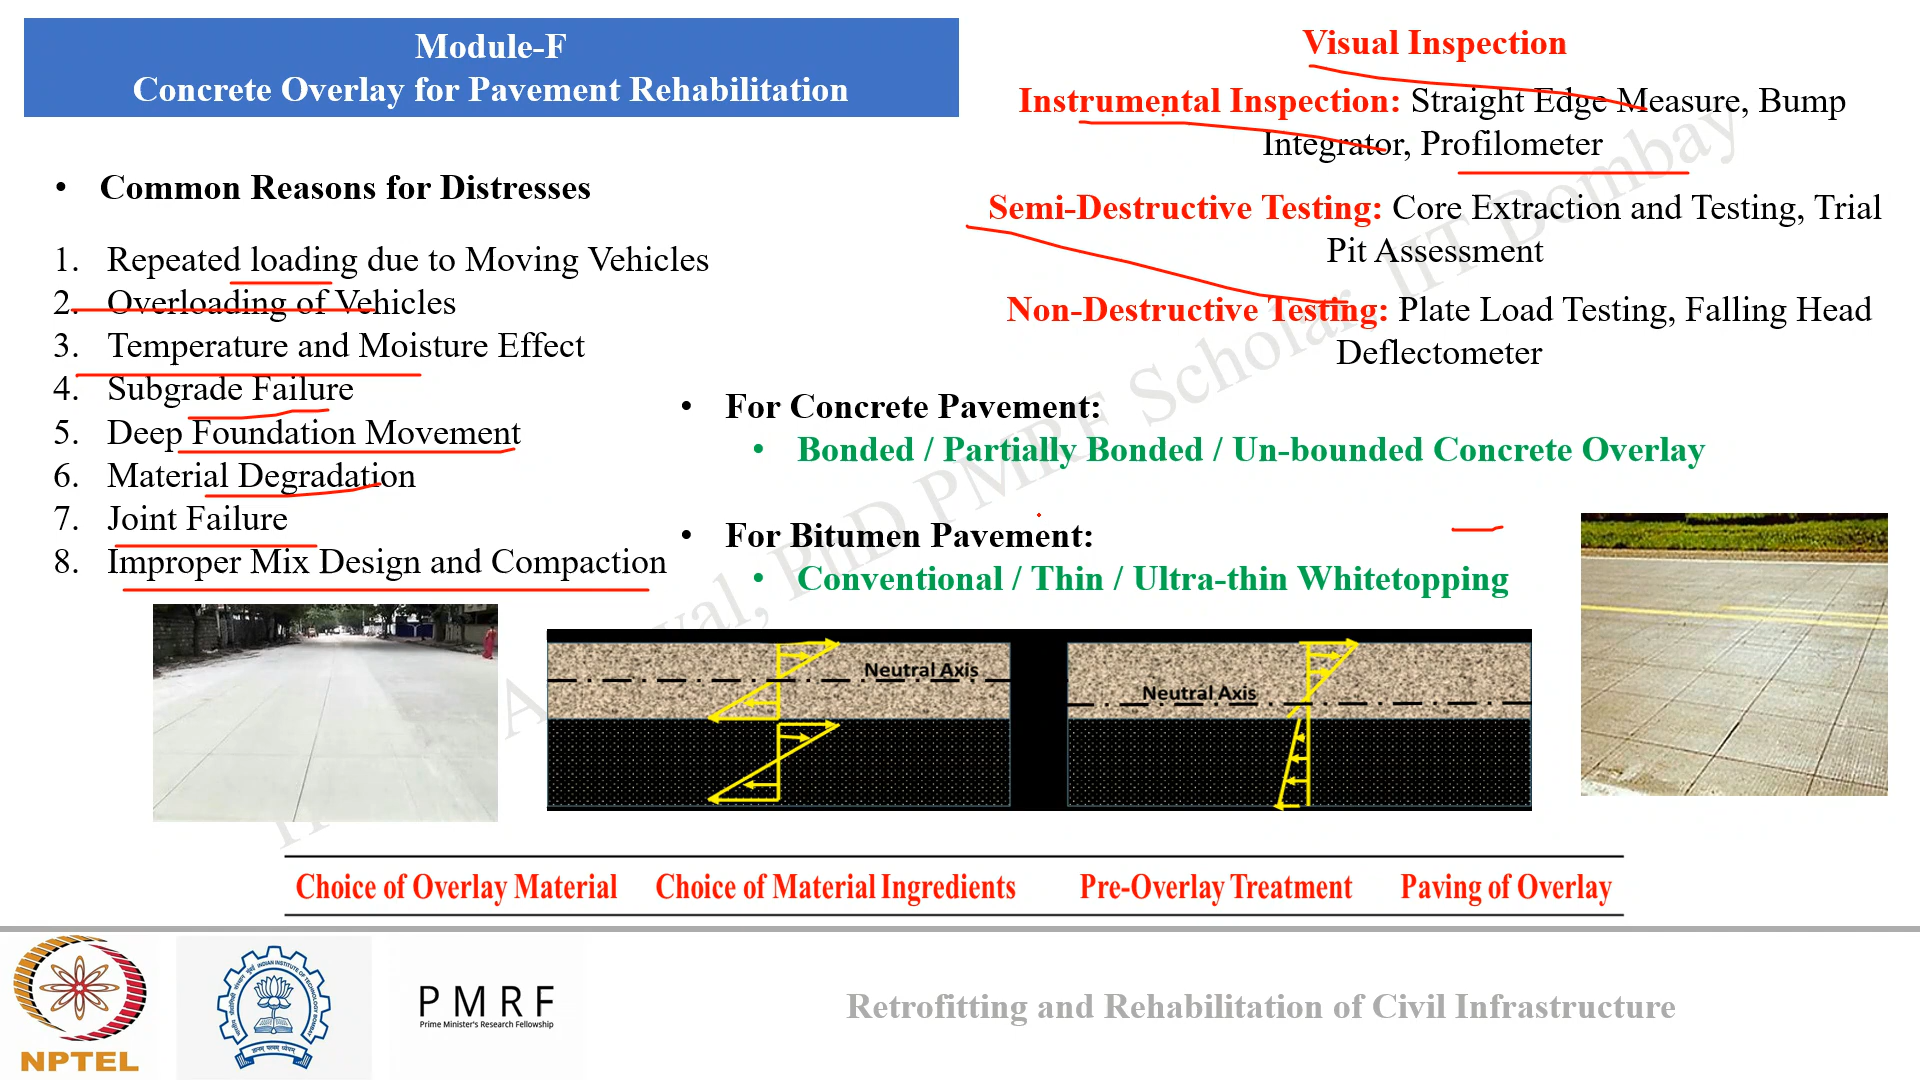 Module-F
Concrete Overlay for Pavement Rehabilitation
• Common Reasons for Distresses
1. Repeated loading due to Moving Vehicles
2. Overloading of Vehicles
3. Temperature and Moisture Effect
4. Subgrade Failure
5. Deep Foundation Movement
6. Material Degradation
7. Joint Failure
8. Improper Mix Design and Compaction
Visual Inspection
Instrumental Inspection: Straight Edge Measure, Bump
Integrator, Profilometer
Semi-Destructive Testing: Core Extraction and Testing, Trial
Pit Assessment
Non-Destructive Testing: Plate Load Testing, Falling Head
Deflectometer
• For Concrete Pavement:
• Bonded / Partially Bonded / Un-bounded Concrete Overlay
• For Bitumen Pavement:
• Conventional / Thin / Ultra-thin Whitetopping
Neutral Axis
Neutral Axis
PhD PMRF Scholar, IIT Bombay
Choice of Overlay Material Choice of Material Ingredients Pre-Overlay Treatment Paving of Overlay
NPTEL
PMRF
Prime Minister's Research Fellowship
Retrofitting and Rehabilitation of Civil Infrastructure